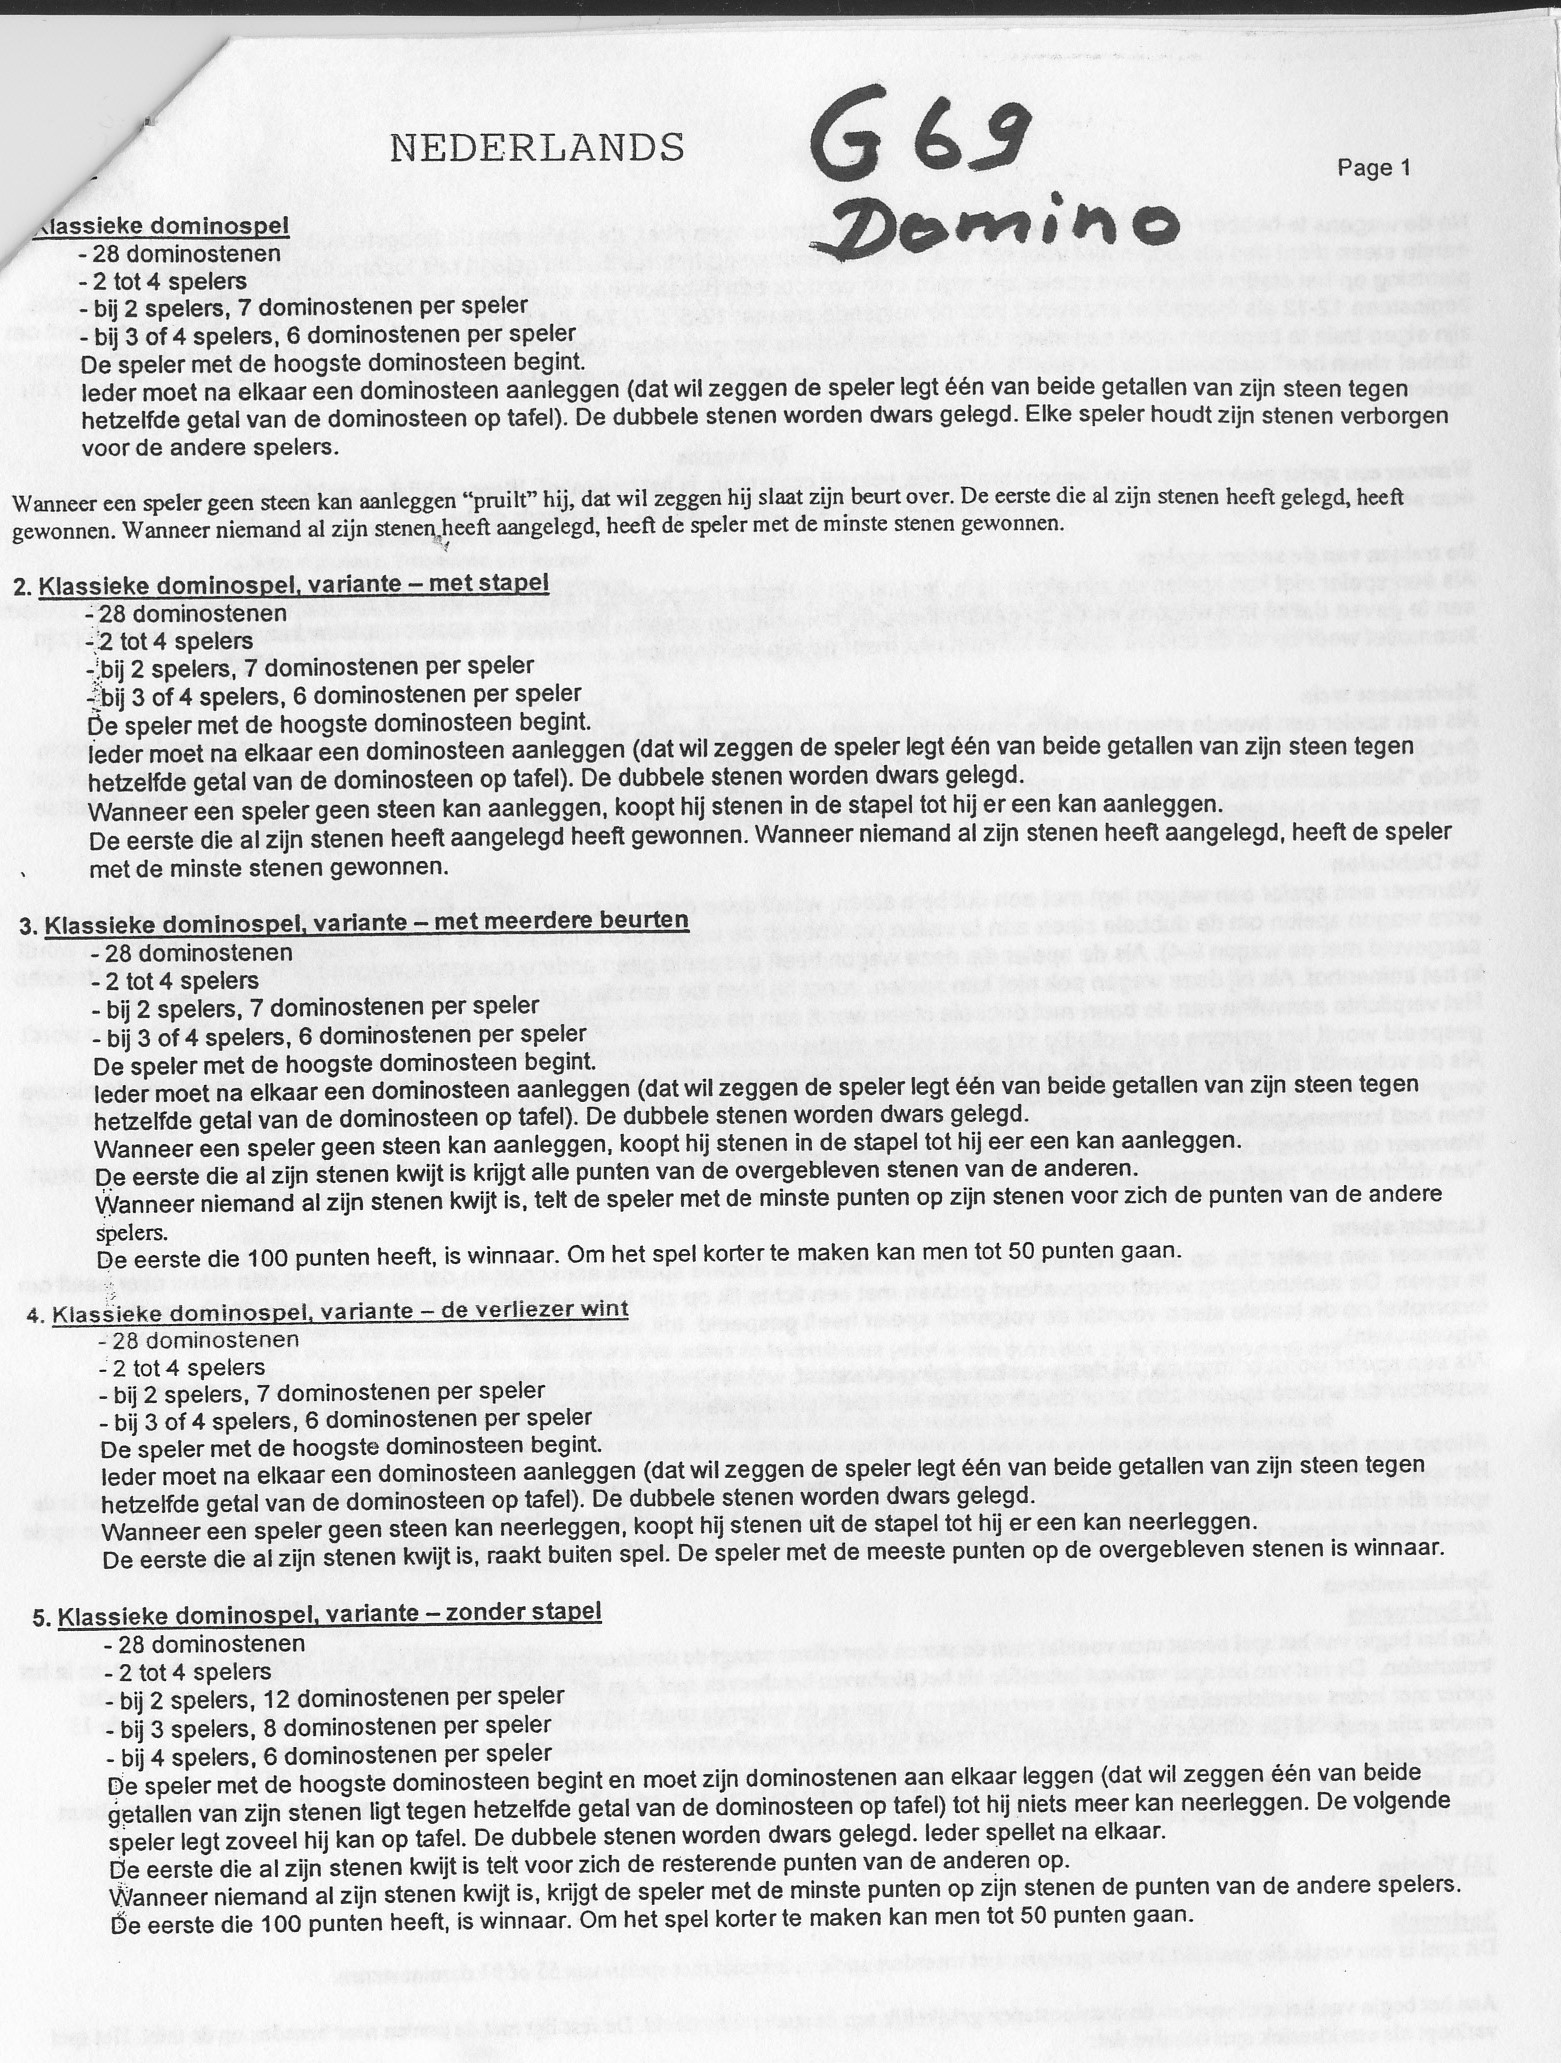 NEDERLANDS
G 69
Domino
Page 1
Klassieke dominospel
- 28 dominostenen
- 2 tot 4 spelers
- bij 2 spelers, 7 dominostenen per speler
- bij 3 of 4 spelers, 6 dominostenen per speler
De speler met de hoogste dominosteen begint.
Ieder moet na elkaar een dominosteen aanleggen (dat wil zeggen de speler legt één van beide getallen van zijn steen tegen
hetzelfde getal van de dominosteen op tafel). De dubbele stenen worden dwars gelegd. Elke speler houdt zijn stenen verborgen
voor de andere spelers.
Wanneer een speler geen steen kan aanleggen “pruilt” hij, dat wil zeggen hij slaat zijn beurt over. De eerste die al zijn stenen heeft gelegd, heeft
gewonnen. Wanneer niemand al zijn stenen heeft aangelegd, heeft de speler met de minste stenen gewonnen.
2. Klassieke dominospel, variante – met stapel
- 28 dominostenen
- 2 tot 4 spelers
- bij 2 spelers, 7 dominostenen per speler
- bij 3 of 4 spelers, 6 dominostenen per speler
De speler met de hoogste dominosteen begint.
Ieder moet na elkaar een dominosteen aanleggen (dat wil zeggen de speler legt één van beide getallen van zijn steen tegen
hetzelfde getal van de dominosteen op tafel). De dubbele stenen worden dwars gelegd.
Wanneer een speler geen steen kan aanleggen, koopt hij stenen in de stapel tot hij er een kan aanleggen.
De eerste die al zijn stenen heeft aangelegd heeft gewonnen. Wanneer niemand al zijn stenen heeft aangelegd, heeft de speler
met de minste stenen gewonnen.
3. Klassieke dominospel, variante – met meerdere beurten
- 28 dominostenen
- 2 tot 4 spelers
- bij 2 spelers, 7 dominostenen per speler
- bij 3 of 4 spelers, 6 dominostenen per speler
De speler met de hoogste dominosteen begint.
Ieder moet na elkaar een dominosteen aanleggen (dat wil zeggen de speler legt één van beide getallen van zijn steen tegen
hetzelfde getal van de dominosteen op tafel). De dubbele stenen worden dwars gelegd.
Wanneer een speler geen steen kan aanleggen, koopt hij stenen in de stapel tot hij eer een kan aanleggen.
De eerste die al zijn stenen kwijt is krijgt alle punten van de overgebleven stenen van de anderen.
Wanneer niemand al zijn stenen kwijt is, telt de speler met de minste punten op zijn stenen voor zich de punten van de andere
spelers.
De eerste die 100 punten heeft, is winnaar. Om het spel korter te maken kan men tot 50 punten gaan.
4. Klassieke dominospel, variante – de verliezer wint
- 28 dominostenen
- 2 tot 4 spelers
- bij 2 spelers, 7 dominostenen per speler
- bij 3 of 4 spelers, 6 dominostenen per speler
De speler met de hoogste dominosteen begint.
Ieder moet na elkaar een dominosteen aanleggen (dat wil zeggen de speler legt één van beide getallen van zijn steen tegen
hetzelfde getal van de dominosteen op tafel). De dubbele stenen worden dwars gelegd.
Wanneer een speler geen steen kan neerleggen, koopt hij stenen uit de stapel tot hij er een kan neerleggen.
De eerste die al zijn stenen kwijt is, raakt buiten spel. De speler met de meeste punten op de overgebleven stenen is winnaar.
5. Klassieke dominospel, variante – zonder stapel
- 28 dominostenen
- 2 tot 4 spelers
- bij 2 spelers, 12 dominostenen per speler
- bij 3 spelers, 8 dominostenen per speler
- bij 4 spelers, 6 dominostenen per speler
De speler met de hoogste dominosteen begint en moet zijn dominostenen aan elkaar leggen (dat wil zeggen één van beide
getallen van zijn stenen ligt tegen hetzelfde getal van de dominosteen op tafel) tot hij niets meer kan neerleggen. De volgende
speler legt zoveel hij kan op tafel. De dubbele stenen worden dwars gelegd. Ieder spellet na elkaar.
De eerste die al zijn stenen kwijt is telt voor zich de resterende punten van de anderen op.
Wanneer niemand al zijn stenen kwijt is, krijgt de speler met de minste punten op zijn stenen de punten van de andere spelers.
De eerste die 100 punten heeft, is winnaar. Om het spel korter te maken kan men tot 50 punten gaan.